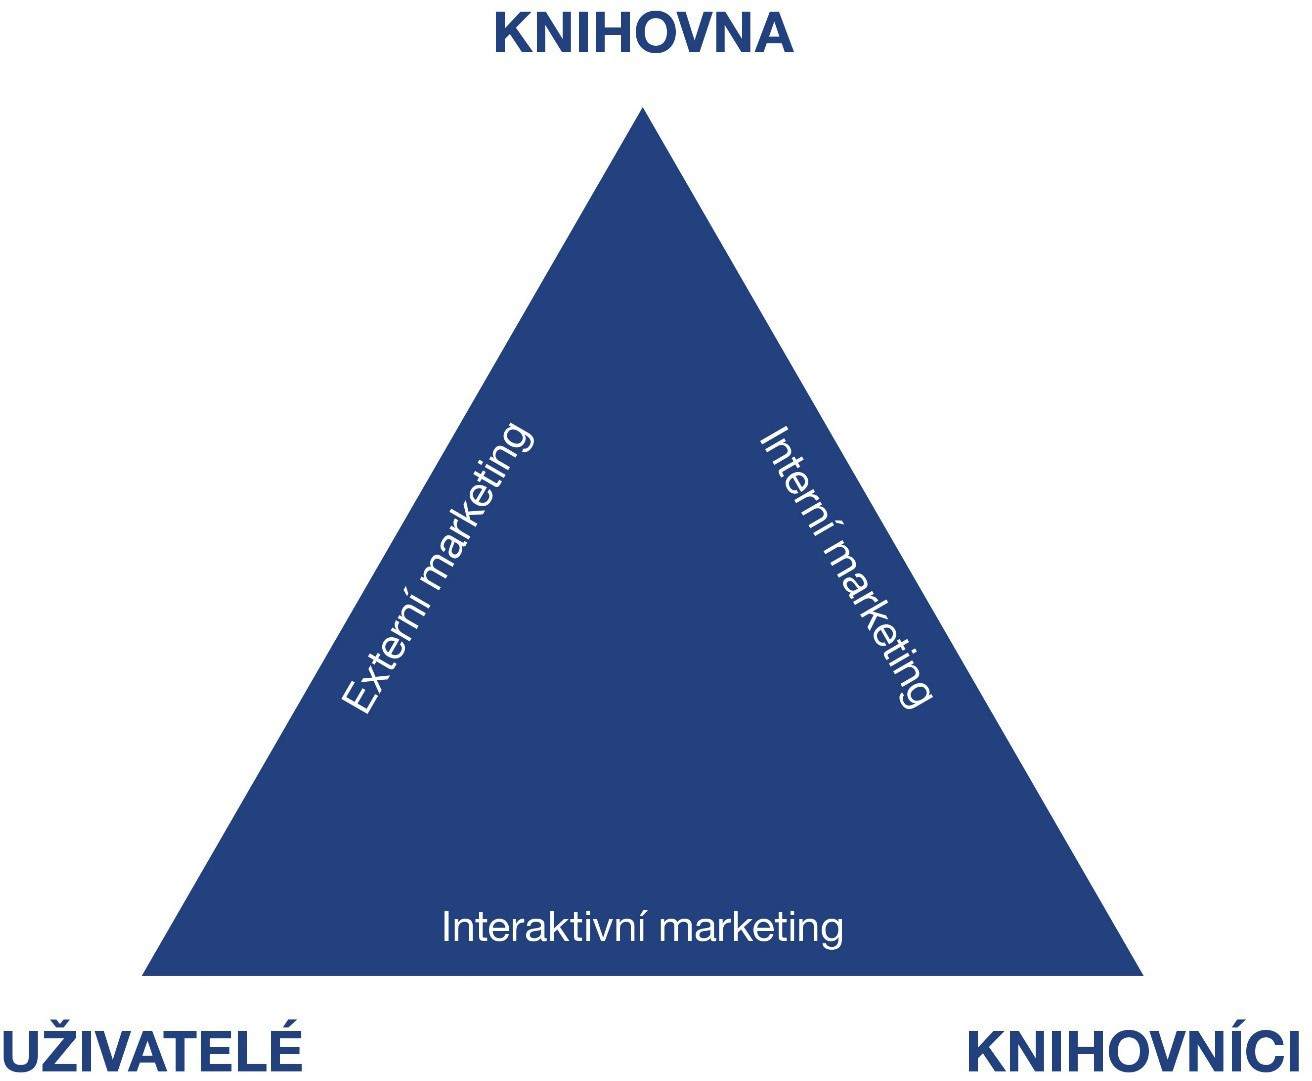 KNIHOVNA
Externí marketing
Interní marketing
Interaktivní marketing
UŽIVATELÉ
KNIHOVNÍCI